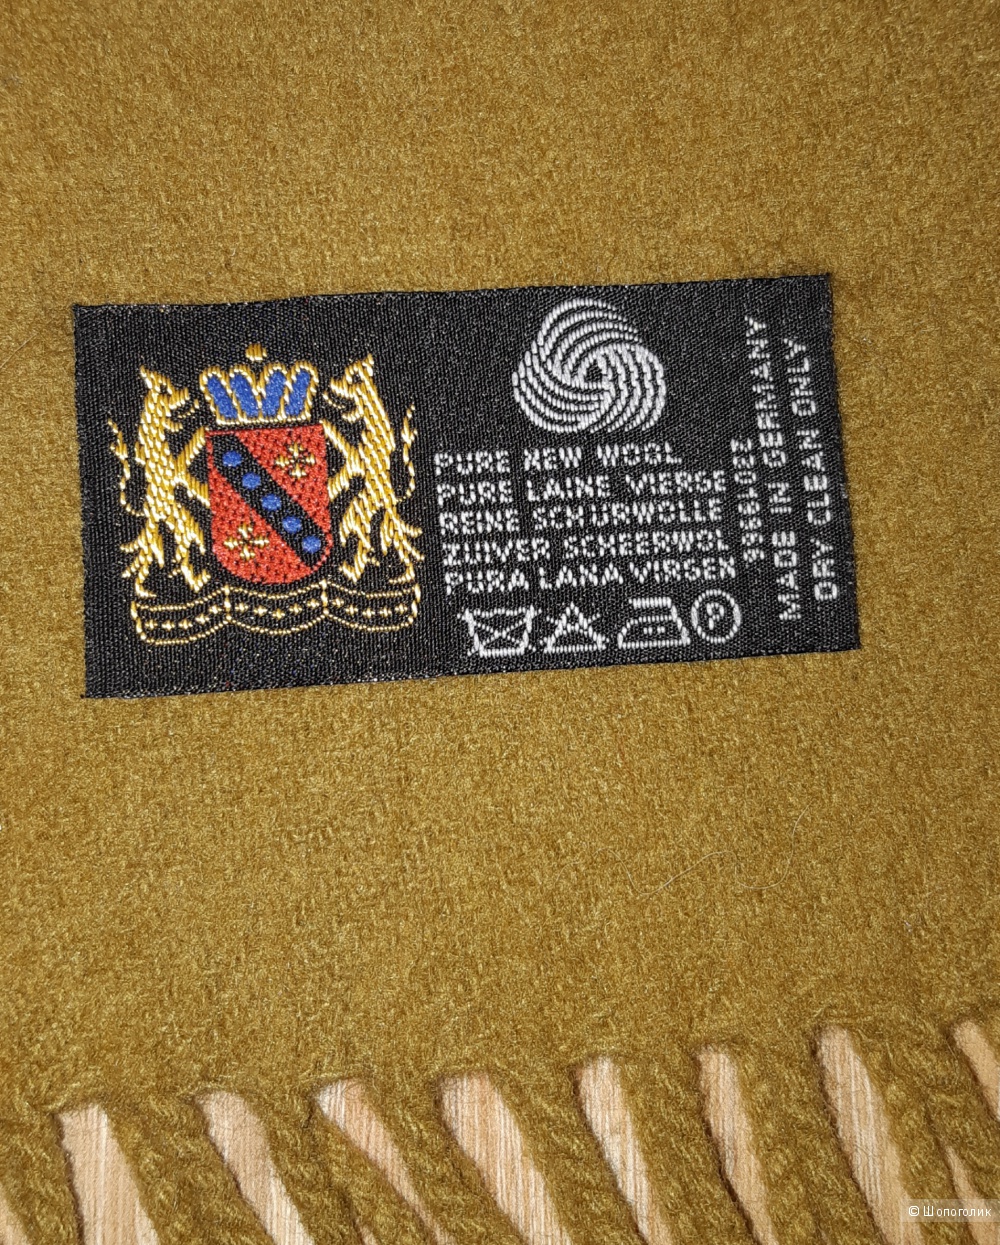 PURE NEW WOOL
PURE LAINE VIERGE
REINE SCHURWOLLE
ZUIVER SCHEERWOL
PURA LANA VIRGEN
P
MADE IN GERMANY
DRY CLEAN ONLY
© Шопоголик